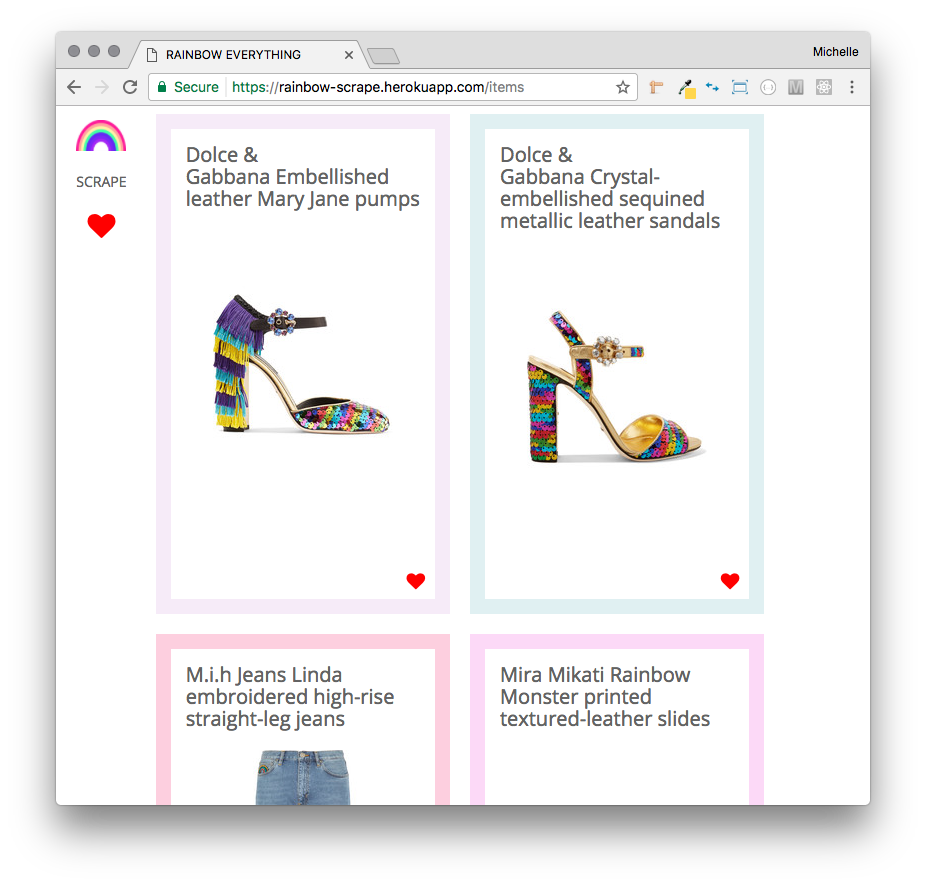 RAINBOW EVERYTHING
Michelle
Secure https://rainbow-scrape.herokuapp.com/items
SCRAPE
Dolce &
Gabbana Embellished
leather Mary Jane pumps
Dolce &
Gabbana Crystal-
embellished sequined
metallic leather sandals
M.i.h Jeans Linda
embroidered high-rise
straight-leg jeans
Mira Mikati Rainbow
Monster printed
textured-leather slides